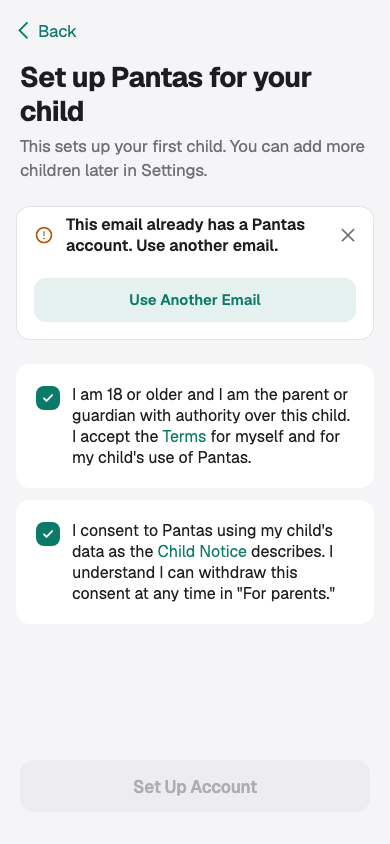 Back
Set up Pantas for your
child
This sets up your first child. You can add more
children later in Settings.
This email already has a Pantas
account. Use another email.
Use Another Email
I am 18 or older and I am the parent or
guardian with authority over this child.
I accept the Terms for myself and for
my child's use of Pantas.
I consent to Pantas using my child's
data as the Child Notice describes. I
understand I can withdraw this
consent at any time in "For parents."
Set Up Account